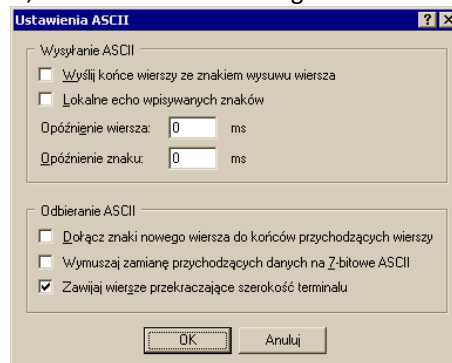 Ustawienia ASCII
Wysyłanie ASCII
Wyślij końce wierszy ze znakiem wysuwu wiersza
Lokalne echo wpisywanych znaków
Opóźnienie wiersza: 0 ms
Opóźnienie znaku: 0 ms
Odbieranie ASCII
Dołącz znaki nowego wiersza do końców przychodzących wierszy
Wymuszaj zamianę przychodzących danych na 7-bitowe ASCII
Zawijaj wiersze przekraczające szerokość terminalu
OK Anuluj